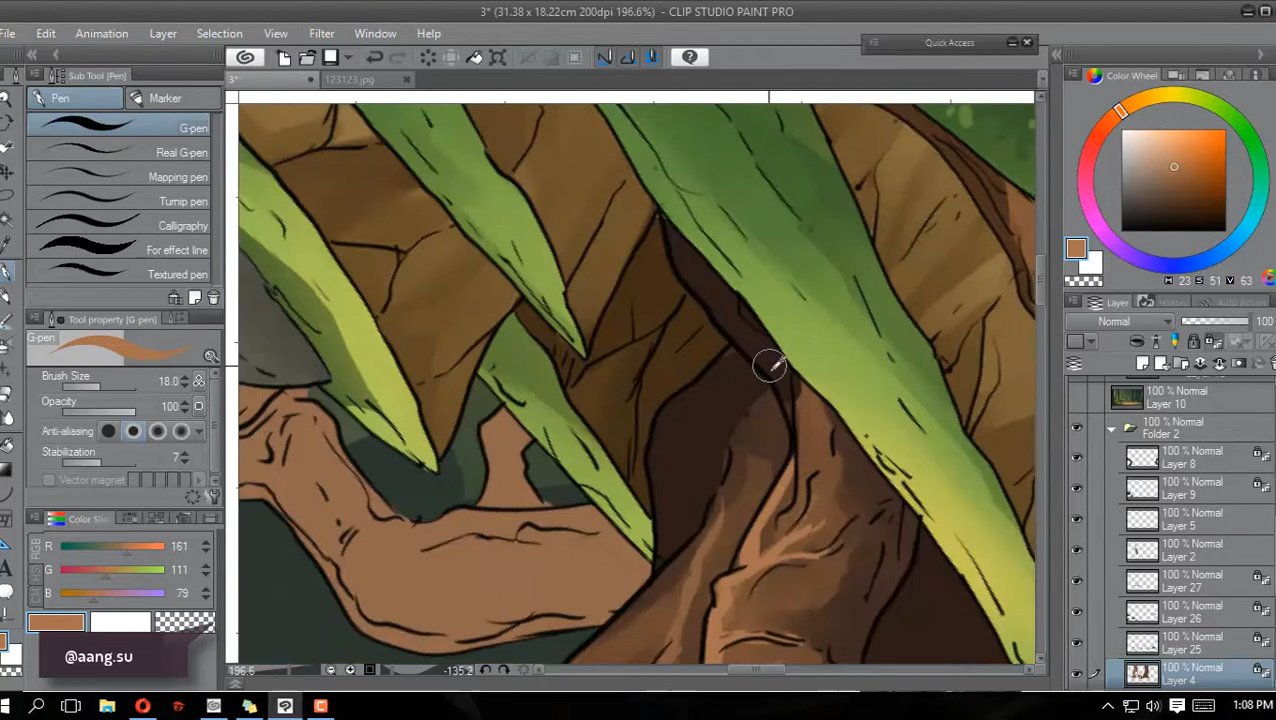 3* (31.38 x 18.22cm 200dpi 196.6%) - CLIP STUDIO PAINT PRO
File Edit Animation Layer Selection View Filter Window Help
Quick Access
Sub Tool [Pen]
3* 123123.jpg
Color Wheel
Pen Marker
G-pen
Real G-pen
Mapping pen
Turnip pen
Calligraphy
For effect line
Textured pen
H 23 S 51 V 63
Layer History Auto Action
Tool property [G-pen]
Normal 100
G-pen
Brush Size 18.0
Opacity 100
Anti-aliasing
Stabilization 7
Vector magnet
Layer 10
100 % Normal
Folder 2
100 % Normal
Layer 8
100 % Normal
Layer 9
100 % Normal
Layer 5
100 % Normal
Layer 2
100 % Normal
Layer 27
100 % Normal
Layer 26
100 % Normal
Layer 25
100 % Normal
Layer 4
R 161
G 111
B 79
@aang.su
196.6 -135.2
1:08 PM